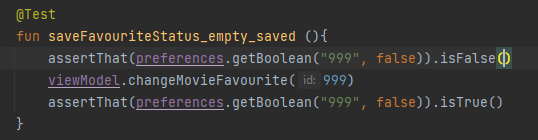 @Test
fun saveFavouriteStatus_empty_saved (){
assertThat(preferences.getBoolean("999", false)).isFalse()
viewModel.changeMovieFavourite( id: 999)
assertThat(preferences.getBoolean("999", false)).isTrue()
}